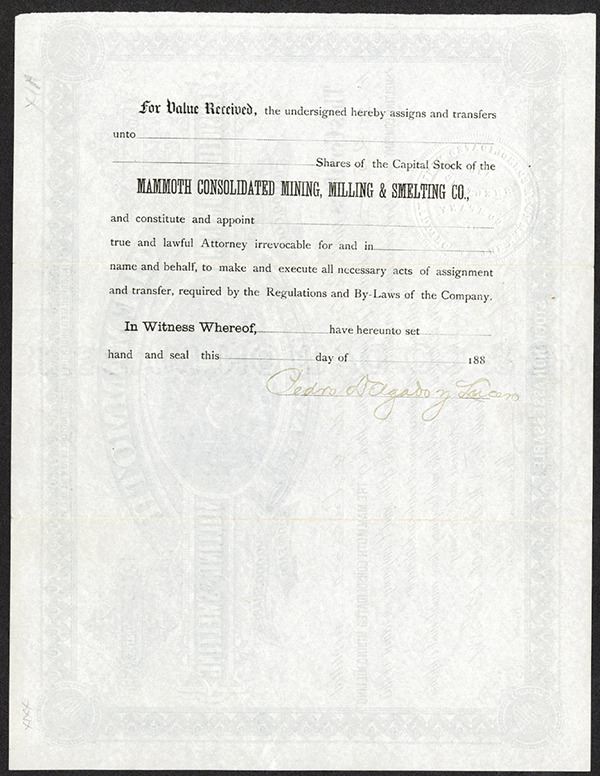 For Value Received, the undersigned hereby assigns and transfers
unto
Shares of the Capital Stock of the
MAMMOTH CONSOLIDATED MINING, MILLING & SMELTING CO.,
and constitute and appoint
true and lawful Attorney irrevocable for and in
name and behalf, to make and execute all necessary acts of assignment
and transfer, required by the Regulations and By-Laws of the Company.
In Witness Whereof, have hereunto set
hand and seal this day of 188
Pedro Delgado y Lucero